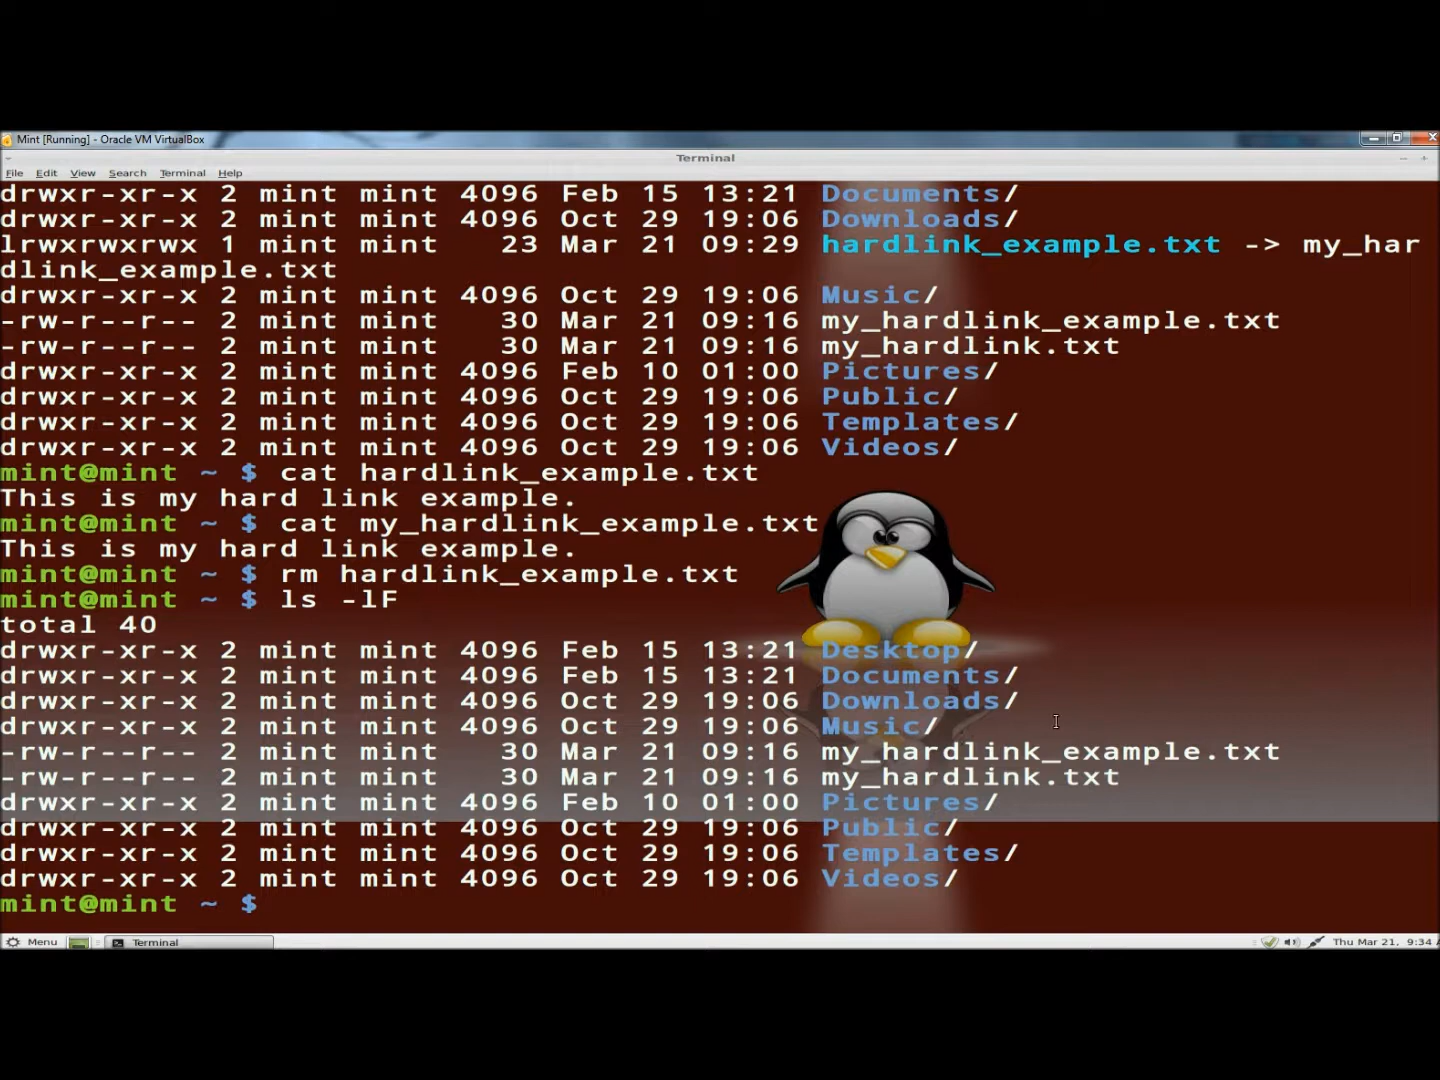 Mint [Running] - Oracle VM VirtualBox
Terminal
File Edit View Search Terminal Help
drwxr-xr-x 2 mint mint 4096 Feb 15 13:21 Documents/
drwxr-xr-x 2 mint mint 4096 Oct 29 19:06 Downloads/
lrwxrwxrwx 1 mint mint   23 Mar 21 09:29 hardlink_example.txt -> my_har
dlink_example.txt
drwxr-xr-x 2 mint mint 4096 Oct 29 19:06 Music/
-rw-r--r-- 2 mint mint   30 Mar 21 09:16 my_hardlink_example.txt
-rw-r--r-- 2 mint mint   30 Mar 21 09:16 my_hardlink.txt
drwxr-xr-x 2 mint mint 4096 Feb 10 01:00 Pictures/
drwxr-xr-x 2 mint mint 4096 Oct 29 19:06 Public/
drwxr-xr-x 2 mint mint 4096 Oct 29 19:06 Templates/
drwxr-xr-x 2 mint mint 4096 Oct 29 19:06 Videos/
mint@mint ~ $ cat hardlink_example.txt
This is my hard link example.
mint@mint ~ $ cat my_hardlink_example.txt
This is my hard link example.
mint@mint ~ $ rm hardlink_example.txt
mint@mint ~ $ ls -lF
total 40
drwxr-xr-x 2 mint mint 4096 Feb 15 13:21 Desktop/
drwxr-xr-x 2 mint mint 4096 Feb 15 13:21 Documents/
drwxr-xr-x 2 mint mint 4096 Oct 29 19:06 Downloads/
drwxr-xr-x 2 mint mint 4096 Oct 29 19:06 Music/
-rw-r--r-- 2 mint mint   30 Mar 21 09:16 my_hardlink_example.txt
-rw-r--r-- 2 mint mint   30 Mar 21 09:16 my_hardlink.txt
drwxr-xr-x 2 mint mint 4096 Feb 10 01:00 Pictures/
drwxr-xr-x 2 mint mint 4096 Oct 29 19:06 Public/
drwxr-xr-x 2 mint mint 4096 Oct 29 19:06 Templates/
drwxr-xr-x 2 mint mint 4096 Oct 29 19:06 Videos/
mint@mint ~ $
Menu Terminal Thu Mar 21, 9:34